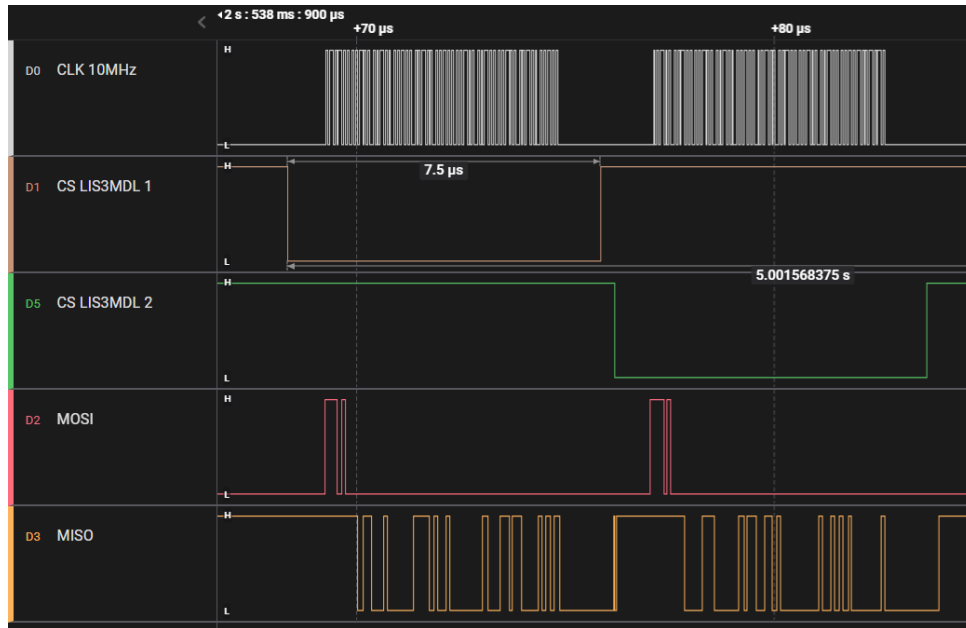 2 s : 538 ms : 900 µs
+70 µs
+80 µs
D0 CLK 10MHz
H
L
D1 CS LIS3MDL 1
H
7.5 µs
L
5.001568375 s
D5 CS LIS3MDL 2
H
L
D2 MOSI
H
L
D3 MISO
H
L